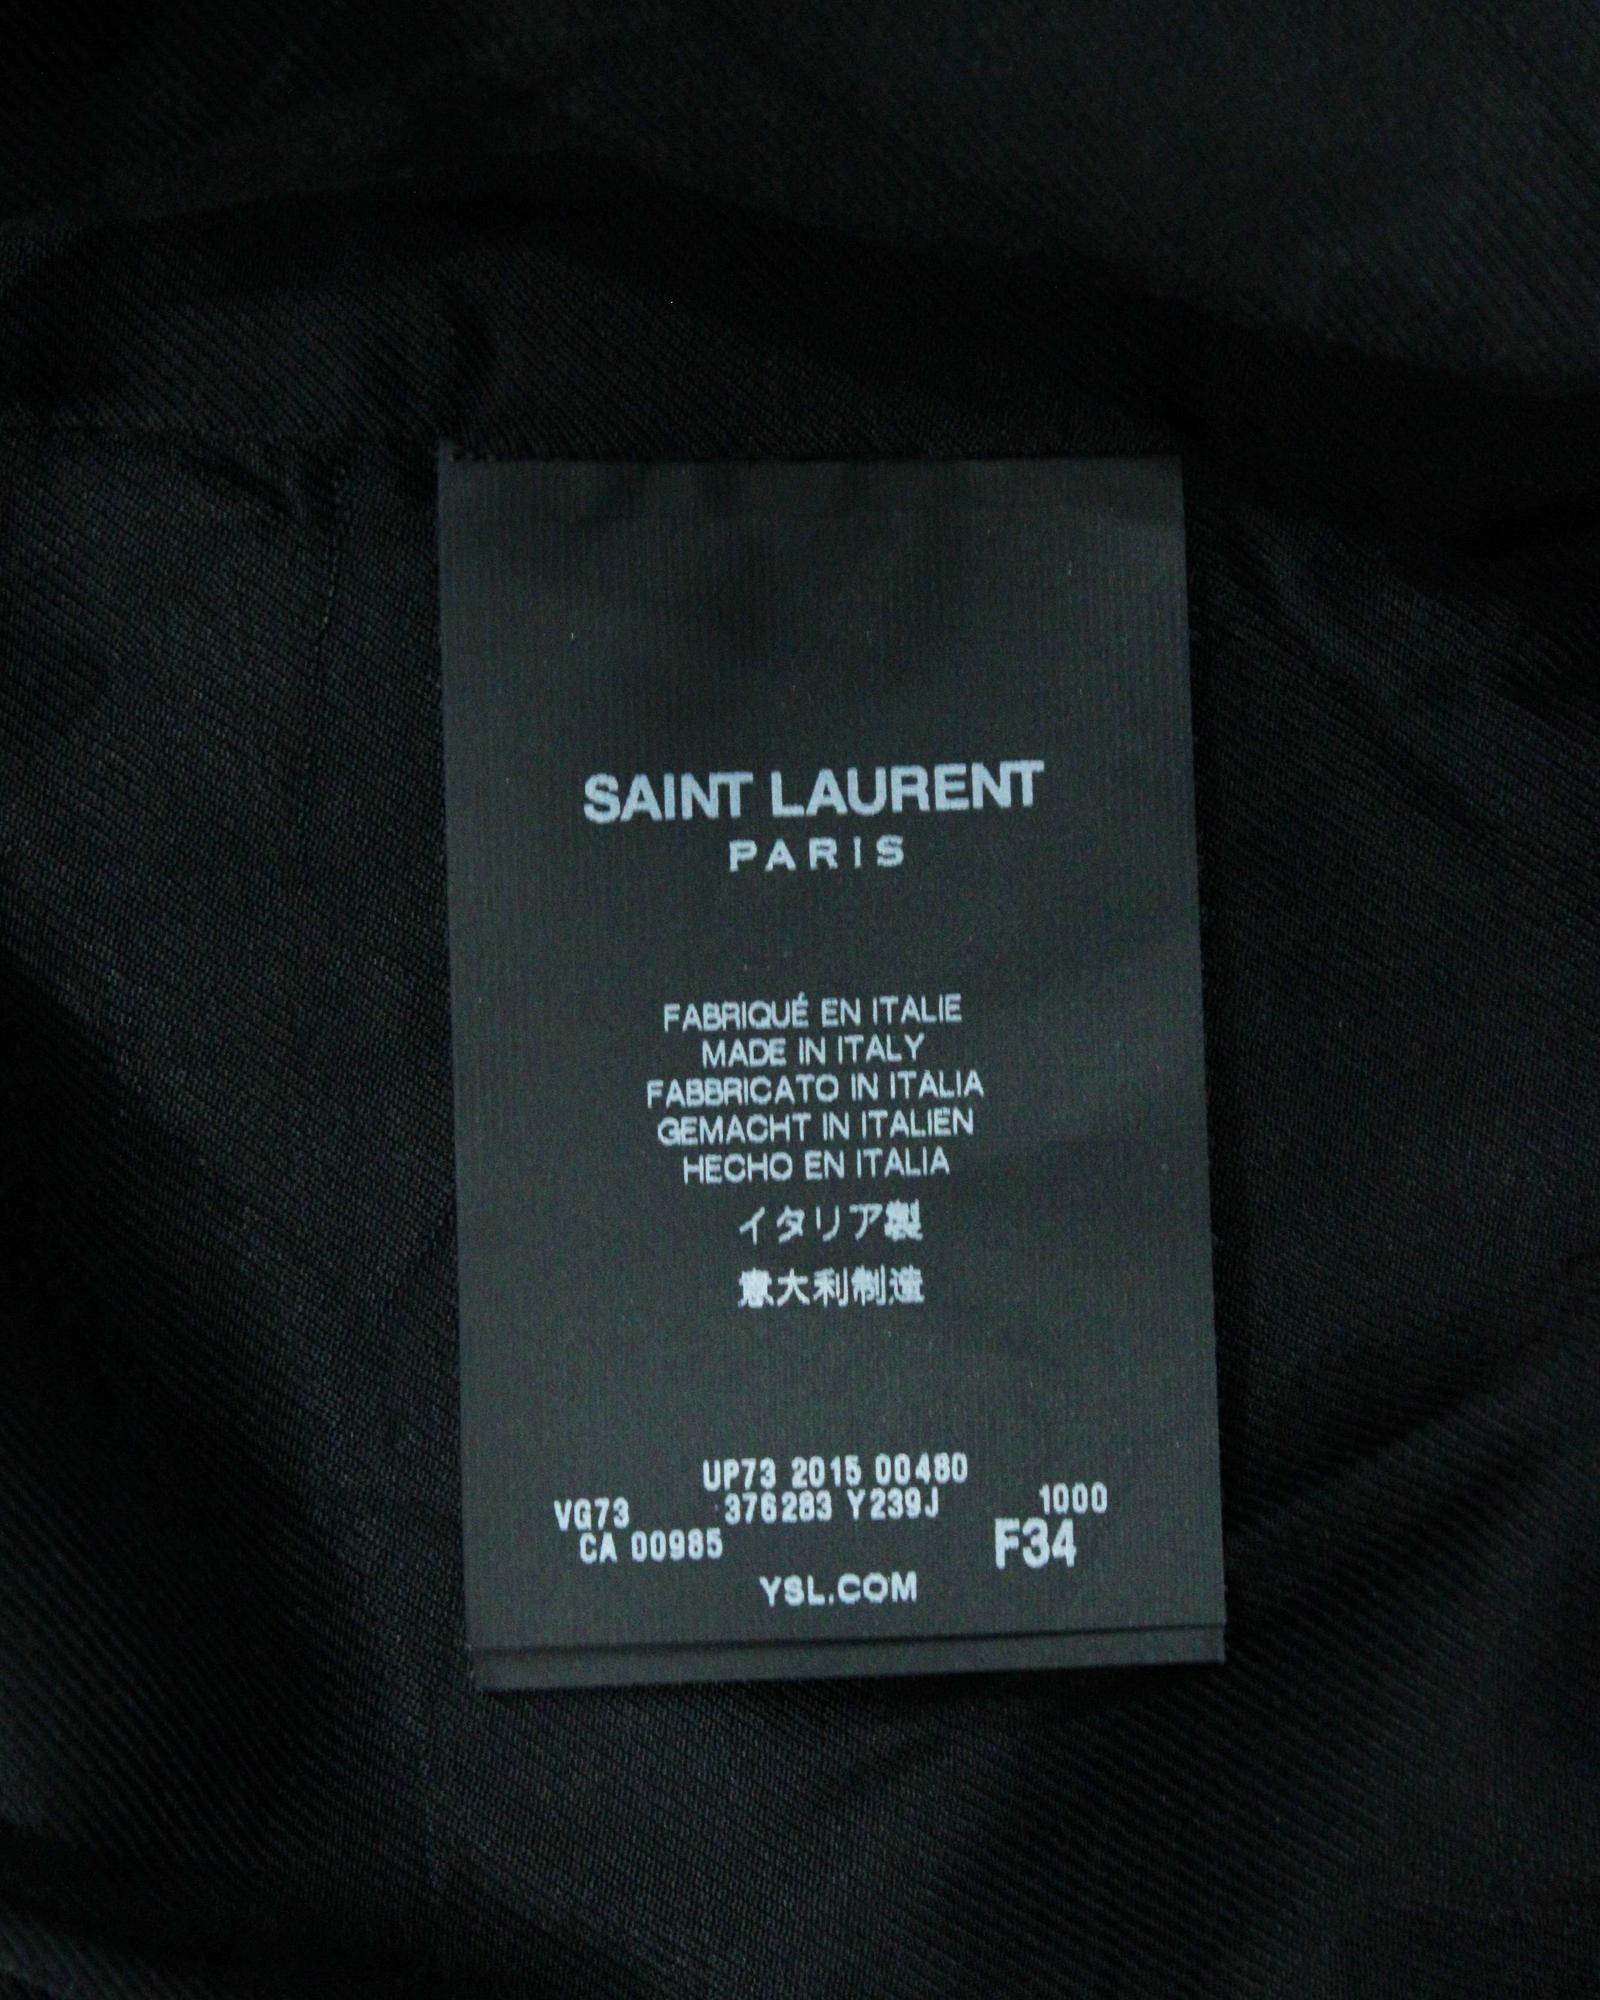 SAINT LAURENT
PARIS
FABRIQUÉ EN ITALIE
MADE IN ITALY
FABBRICATO IN ITALIA
GEMACHT IN ITALIEN
HECHO EN ITALIA
イタリア製
意大利制造
UP73 2015 00480
VG73 376283 Y239J 1000
CA 00985 F34
YSL.COM